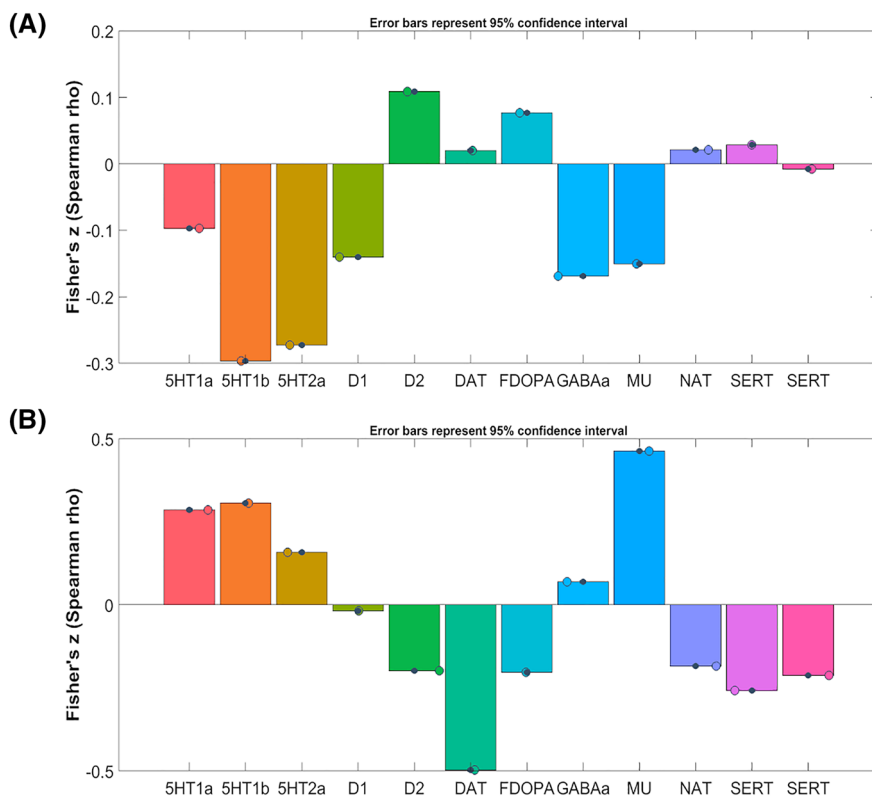 (A)
Error bars represent 95% confidence interval
Fisher's z (Spearman rho)
0.2
0.1
0
-0.1
-0.2
-0.3
5HT1a 5HT1b 5HT2a D1 D2 DAT FDOPA GABAa MU NAT SERT SERT
(B)
Error bars represent 95% confidence interval
Fisher's z (Spearman rho)
0.5
0
-0.5
5HT1a 5HT1b 5HT2a D1 D2 DAT FDOPA GABAa MU NAT SERT SERT